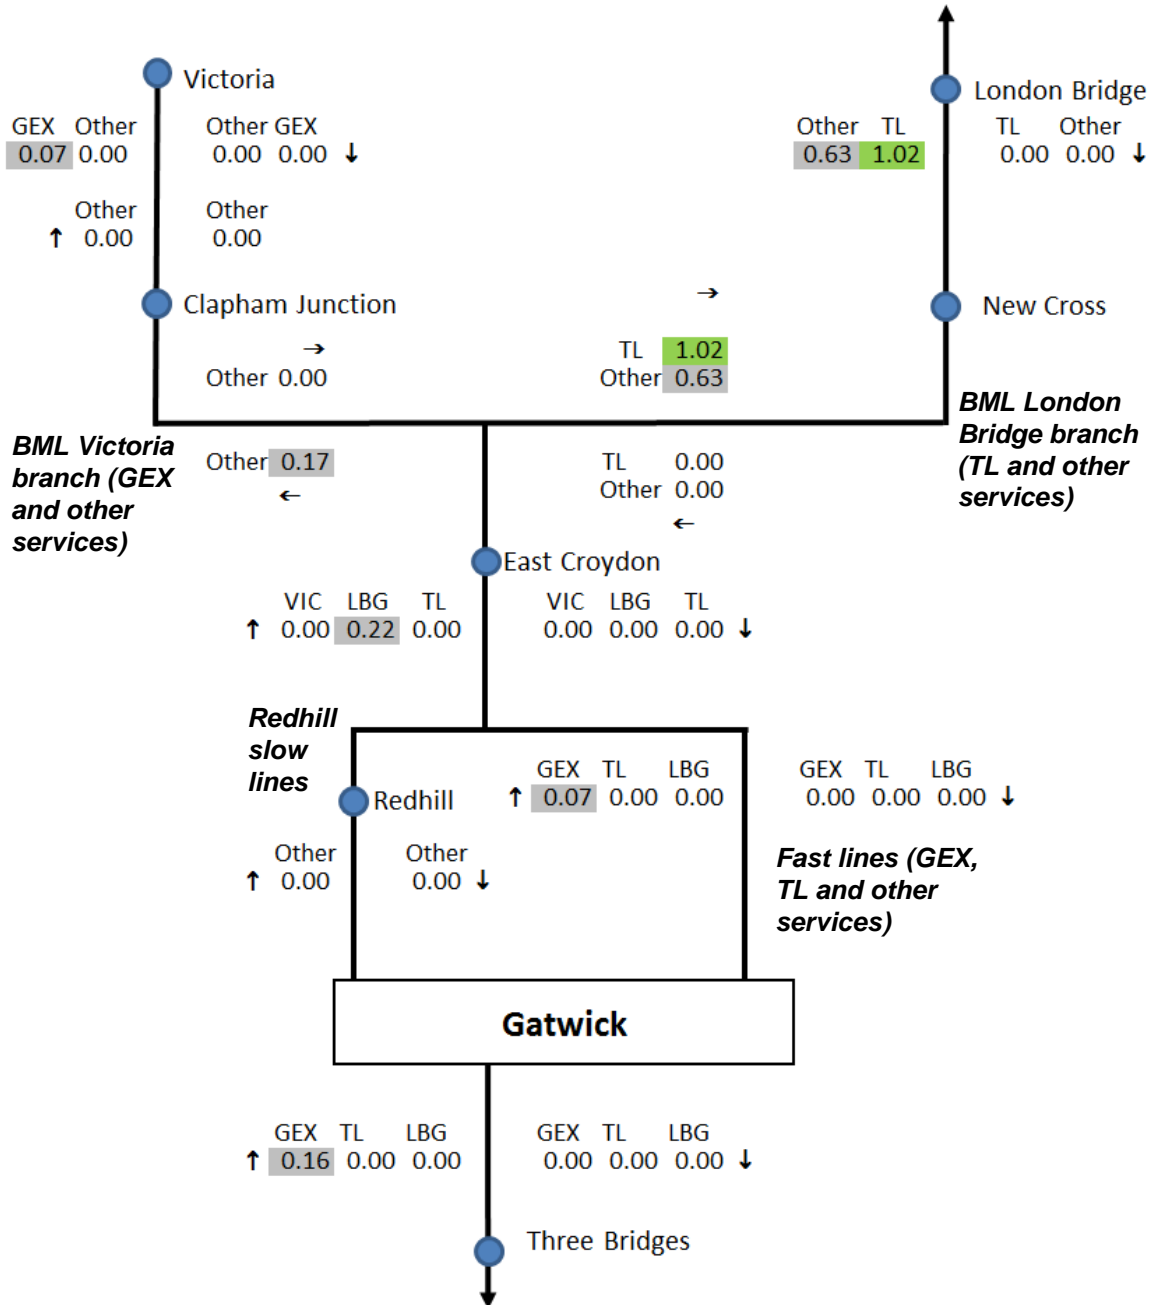 Victoria
London Bridge
GEX Other Other GEX
0.07 0.00 0.00 0.00 ↓
Other TL TL Other
0.63 1.02 0.00 0.00 ↓
Other Other
↑ 0.00 0.00
Clapham Junction
→
New Cross
→
Other 0.00
TL 1.02
Other 0.63
BML Victoria
branch (GEX
and other
services)
BML London
Bridge branch
(TL and other
services)
Other 0.17
←
TL 0.00
Other 0.00
←
East Croydon
VIC LBG TL VIC LBG TL
↑ 0.00 0.22 0.00 0.00 0.00 0.00 ↓
Redhill
slow
lines
GEX TL LBG GEX TL LBG
↑ 0.07 0.00 0.00 0.00 0.00 0.00 ↓
Redhill
Other Other
↑ 0.00 0.00 ↓
Fast lines (GEX,
TL and other
services)
Gatwick
GEX TL LBG GEX TL LBG
↑ 0.16 0.00 0.00 0.00 0.00 0.00 ↓
Three Bridges